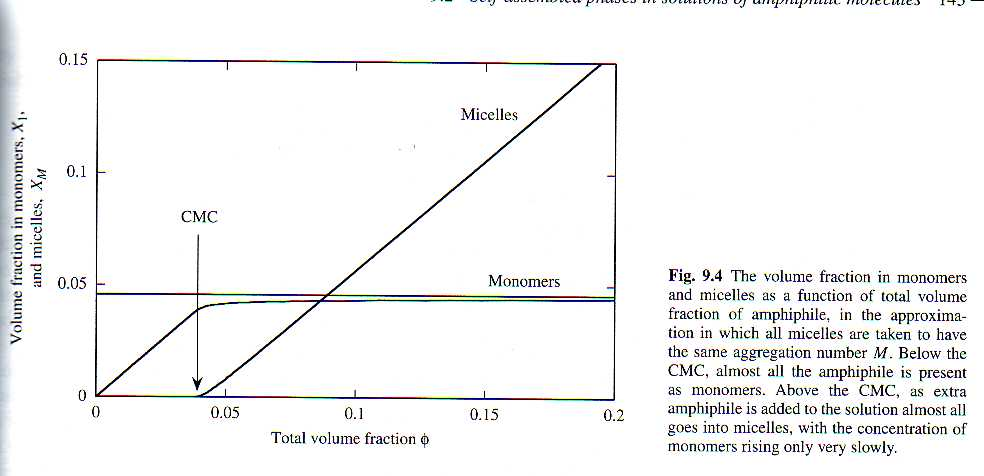 9.2 Self-assembled phases in solutions of amphiphilic molecules 145
0.15
Micelles
0.1
CMC
0.05
Monomers
0
0
0.05
0.1
0.15
0.2
Total volume fraction ϕ
Volume fraction in monomers, X₁,
and micelles, X_M
Fig. 9.4 The volume fraction in monomers
and micelles as a function of total volume
fraction of amphiphile, in the approxima-
tion in which all micelles are taken to have
the same aggregation number M. Below the
CMC, almost all the amphiphile is present
as monomers. Above the CMC, as extra
amphiphile is added to the solution almost all
goes into micelles, with the concentration of
monomers rising only very slowly.